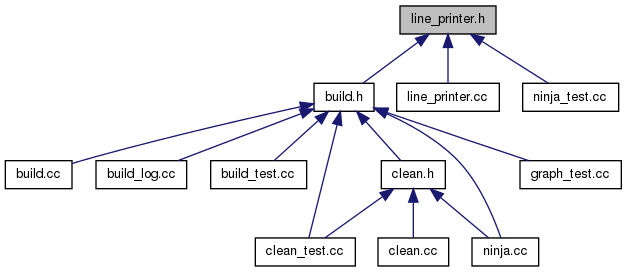 line_printer.h
build.h
line_printer.cc
ninja_test.cc
build.cc
build_log.cc
build_test.cc
clean.h
graph_test.cc
clean_test.cc
clean.cc
ninja.cc